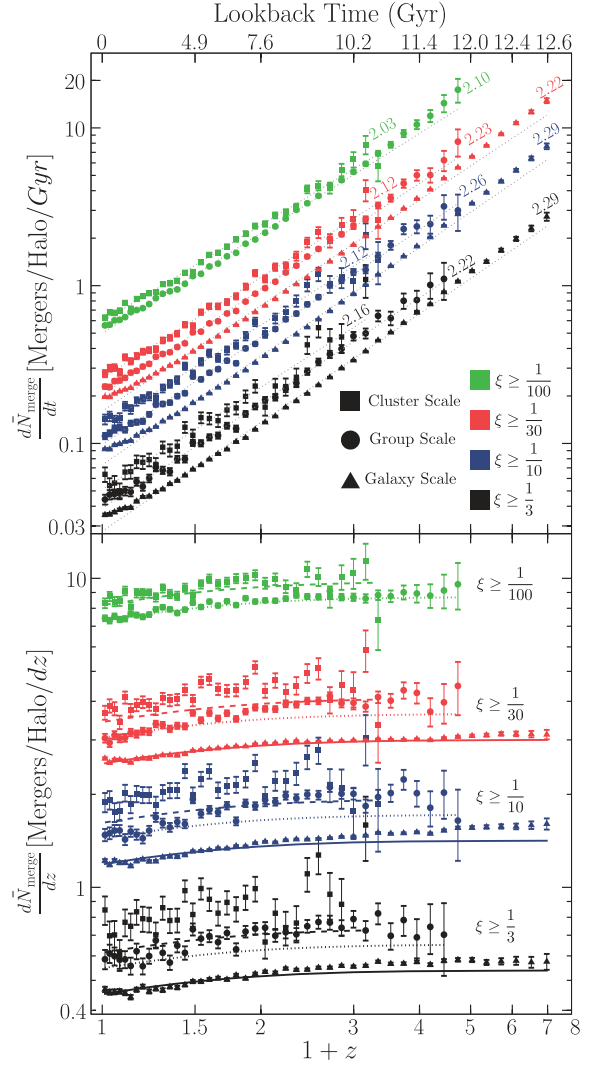 Lookback Time (Gyr)
0 4.9 7.6 10.2 11.4 12.0 12.4 12.6
20
10
1
0.1
0.03
dN̄merge/dt [Mergers/Halo/Gyr]
2.03
2.10
2.22
2.12
2.23
2.29
2.12
2.26
2.29
2.16
2.22
Cluster Scale
Group Scale
Galaxy Scale
ξ ≥ 1/100
ξ ≥ 1/30
ξ ≥ 1/10
ξ ≥ 1/3
10
1
0.4
dN̄merge/dz [Mergers/Halo/dz]
ξ ≥ 1/100
ξ ≥ 1/30
ξ ≥ 1/10
ξ ≥ 1/3
1 1.5 2 3 4 5 6 7 8
1 + z